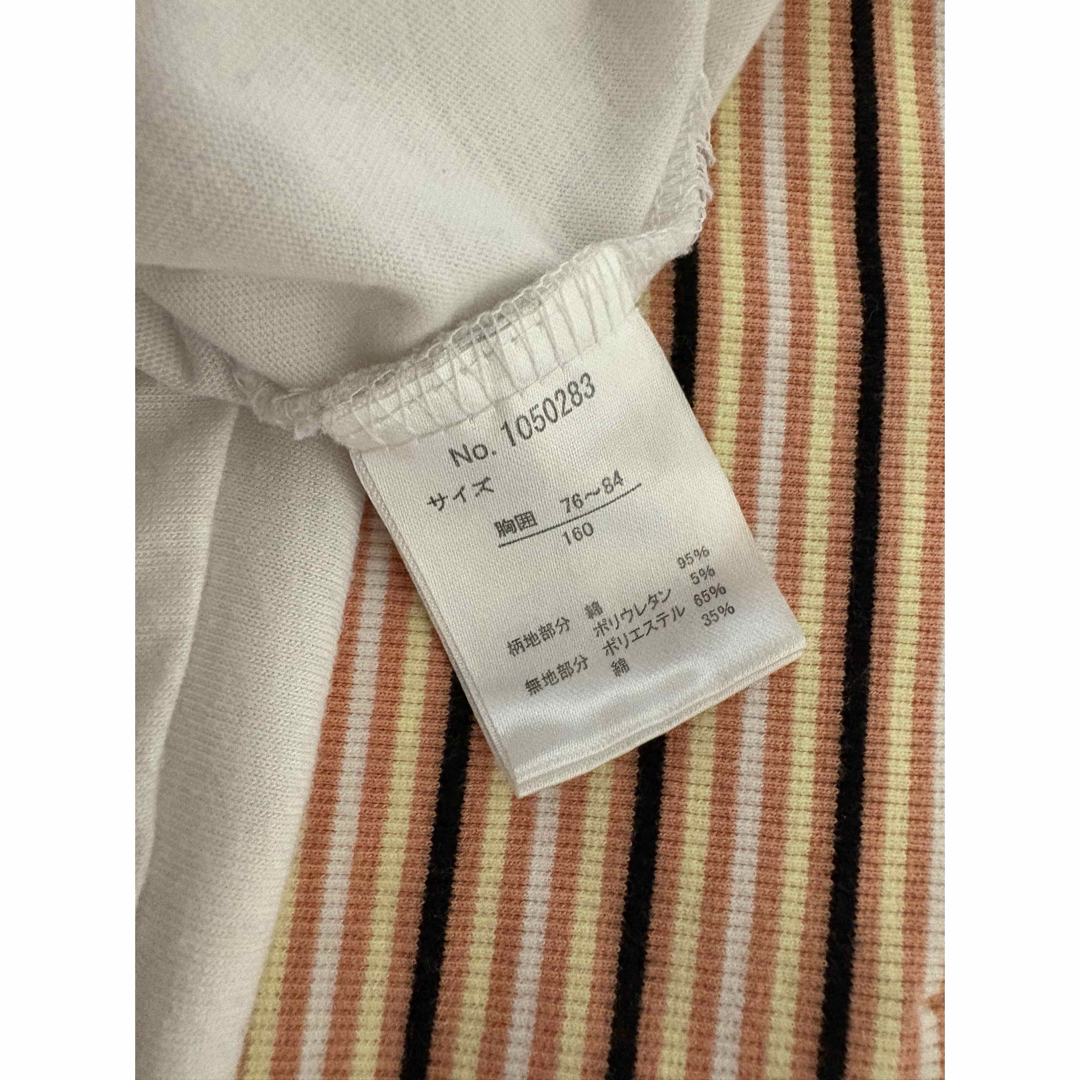 No. 1050283
サイズ
胸囲 76～84
160
95%
柄地部分 綿 5%
ポリウレタン 65%
無地部分 ポリエステル 35%
綿